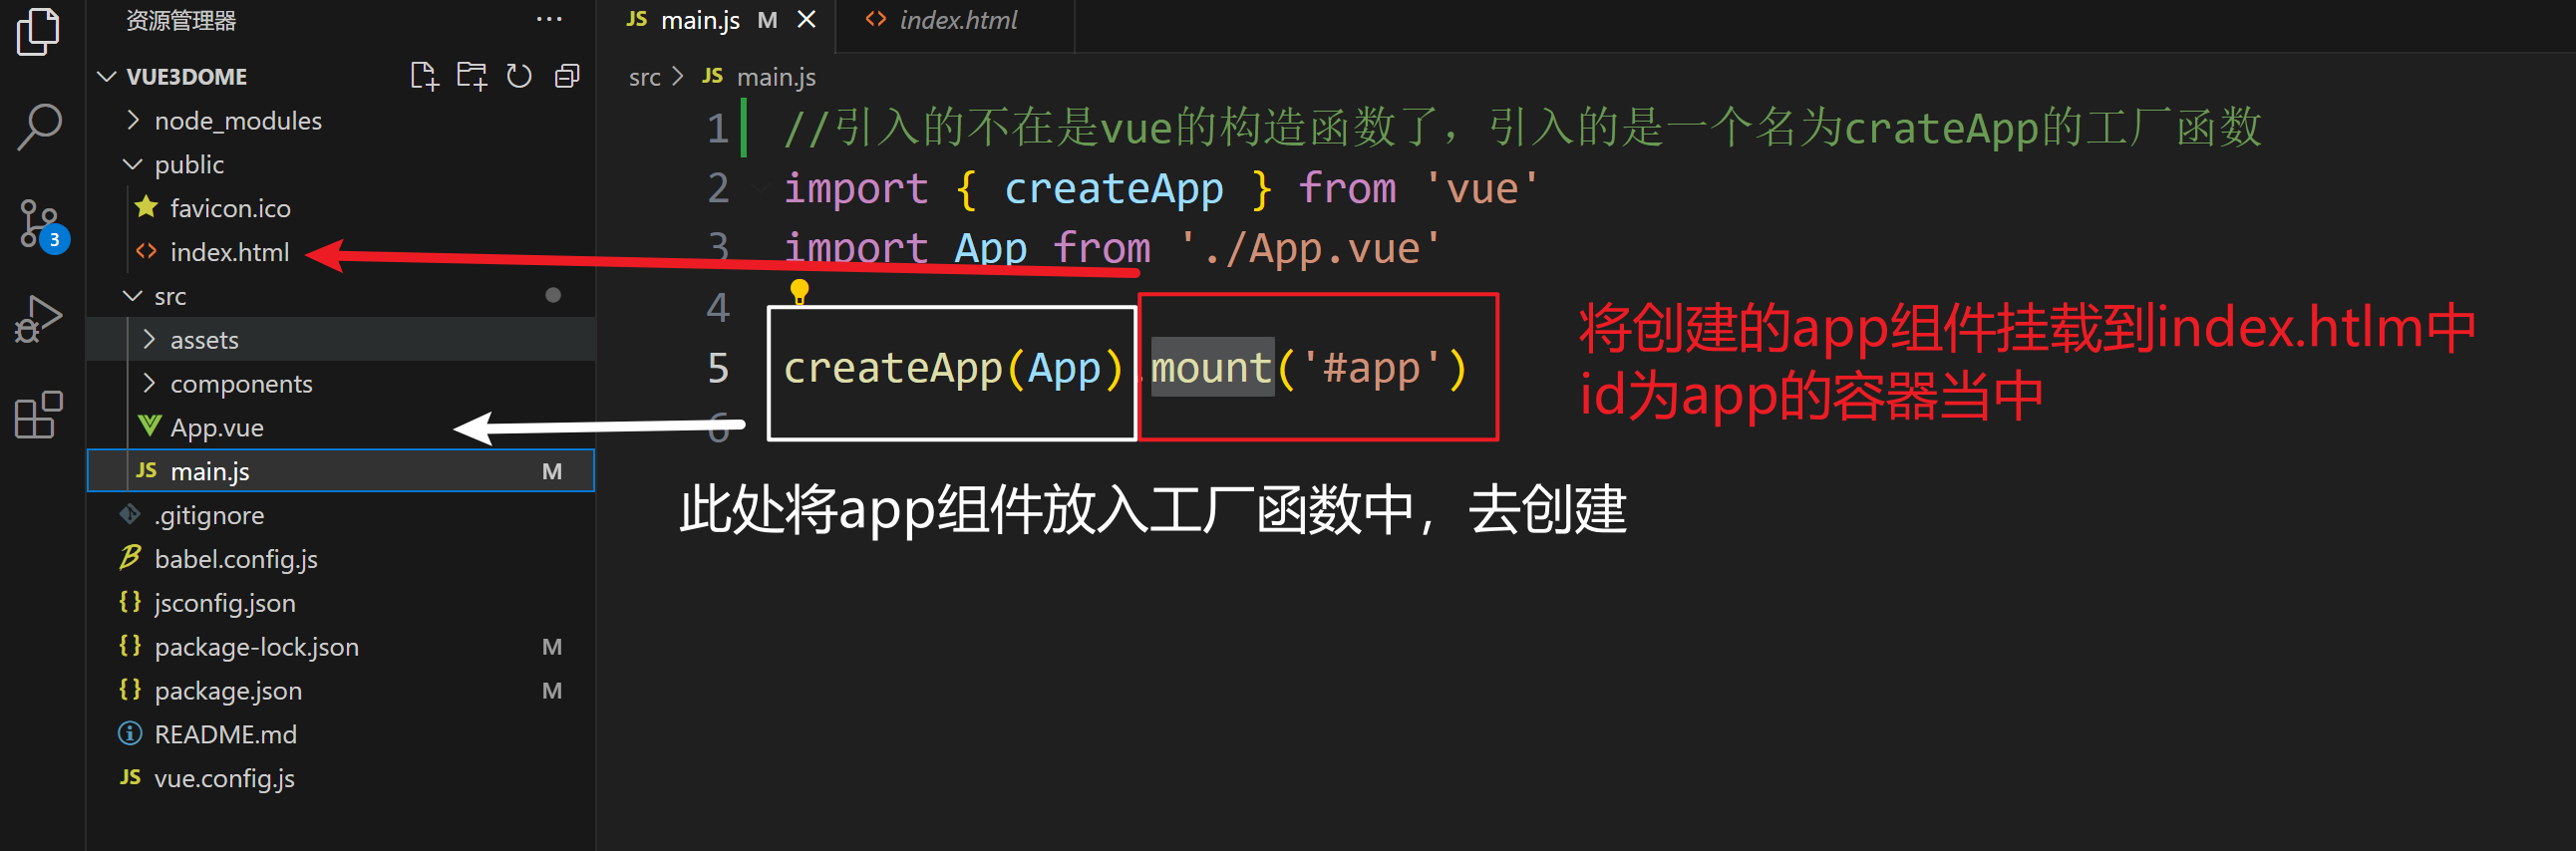 资源管理器
···
VUE3DOME
node_modules
public
favicon.ico
index.html
src
assets
components
App.vue
JS main.js M
.gitignore
babel.config.js
{} jsconfig.json
{} package-lock.json M
{} package.json M
README.md
JS vue.config.js
3
JS main.js M
index.html
src > JS main.js
1 //引入的不在是vue的构造函数了，引入的是一个名为crateApp的工厂函数
2 import { createApp } from 'vue'
3 import App from './App.vue'
4
5 createApp(App).mount('#app')
6
将创建的app组件挂载到index.htlm中
id为app的容器当中
此处将app组件放入工厂函数中，去创建